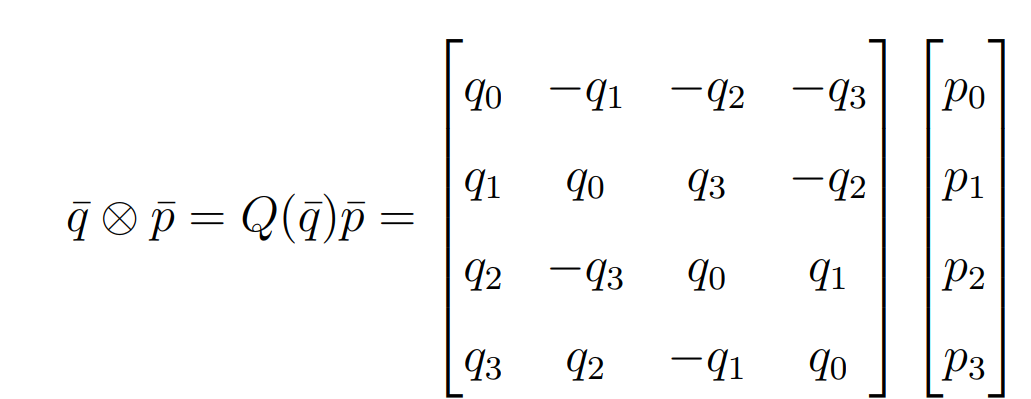 q̄ ⊗ p̄ = Q(q̄)p̄ = [ q₀ −q₁ −q₂ −q₃ ] [ p₀ ]
[ q₁ q₀ q₃ −q₂ ] [ p₁ ]
[ q₂ −q₃ q₀ q₁ ] [ p₂ ]
[ q₃ q₂ −q₁ q₀ ] [ p₃ ]